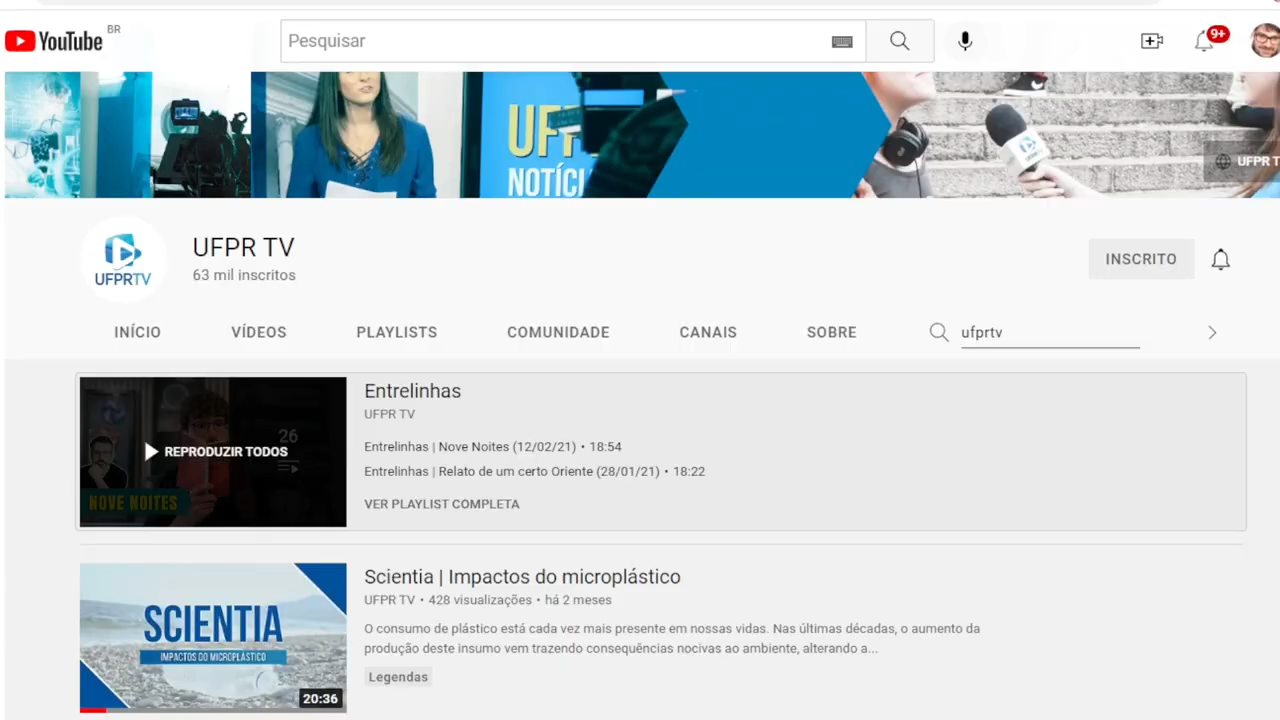 YouTube BR
Pesquisar
9+
UF
NOTÍCI
UFPR
UFPR T
UFPRTV
UFPR TV
63 mil inscritos
INSCRITO
INÍCIO VÍDEOS PLAYLISTS COMUNIDADE CANAIS SOBRE ufprtv
26
REPRODUZIR TODOS
NOVE NOITES
Entrelinhas
UFPR TV
Entrelinhas | Nove Noites (12/02/21) • 18:54
Entrelinhas | Relato de um certo Oriente (28/01/21) • 18:22
VER PLAYLIST COMPLETA
SCIENTIA
IMPACTOS DO MICROPLÁSTICO
20:36
Scientia | Impactos do microplástico
UFPR TV • 428 visualizações • há 2 meses
O consumo de plástico está cada vez mais presente em nossas vidas. Nas últimas décadas, o aumento da
produção deste insumo vem trazendo consequências nocivas ao ambiente, alterando a...
Legendas